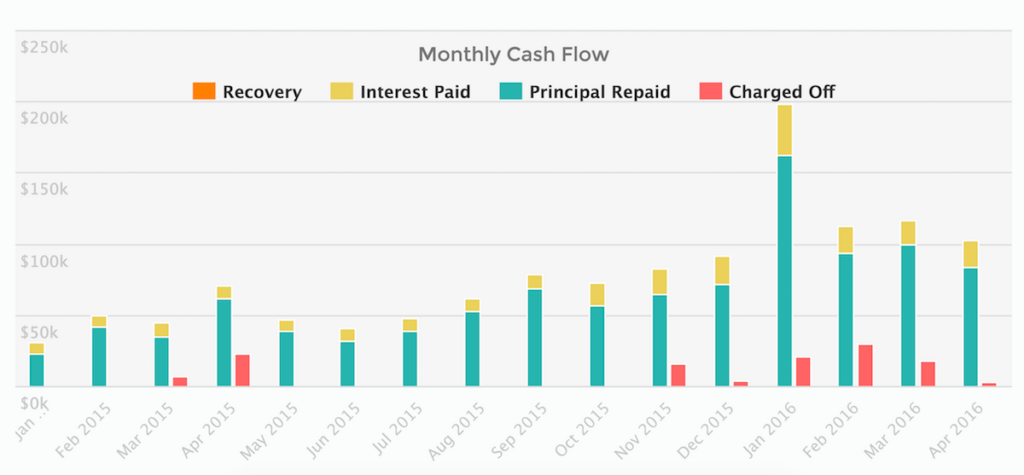 $250k
Monthly Cash Flow
Recovery Interest Paid Principal Repaid Charged Off
$200k
$150k
$100k
$50k
$0k
Jan ../ Feb 2015 Mar 2015 Apr 2015 May 2015 Jun 2015 Jul 2015 Aug 2015 Sep 2015 Oct 2015 Nov 2015 Dec 2015 Jan 2016 Feb 2016 Mar 2016 Apr 2016